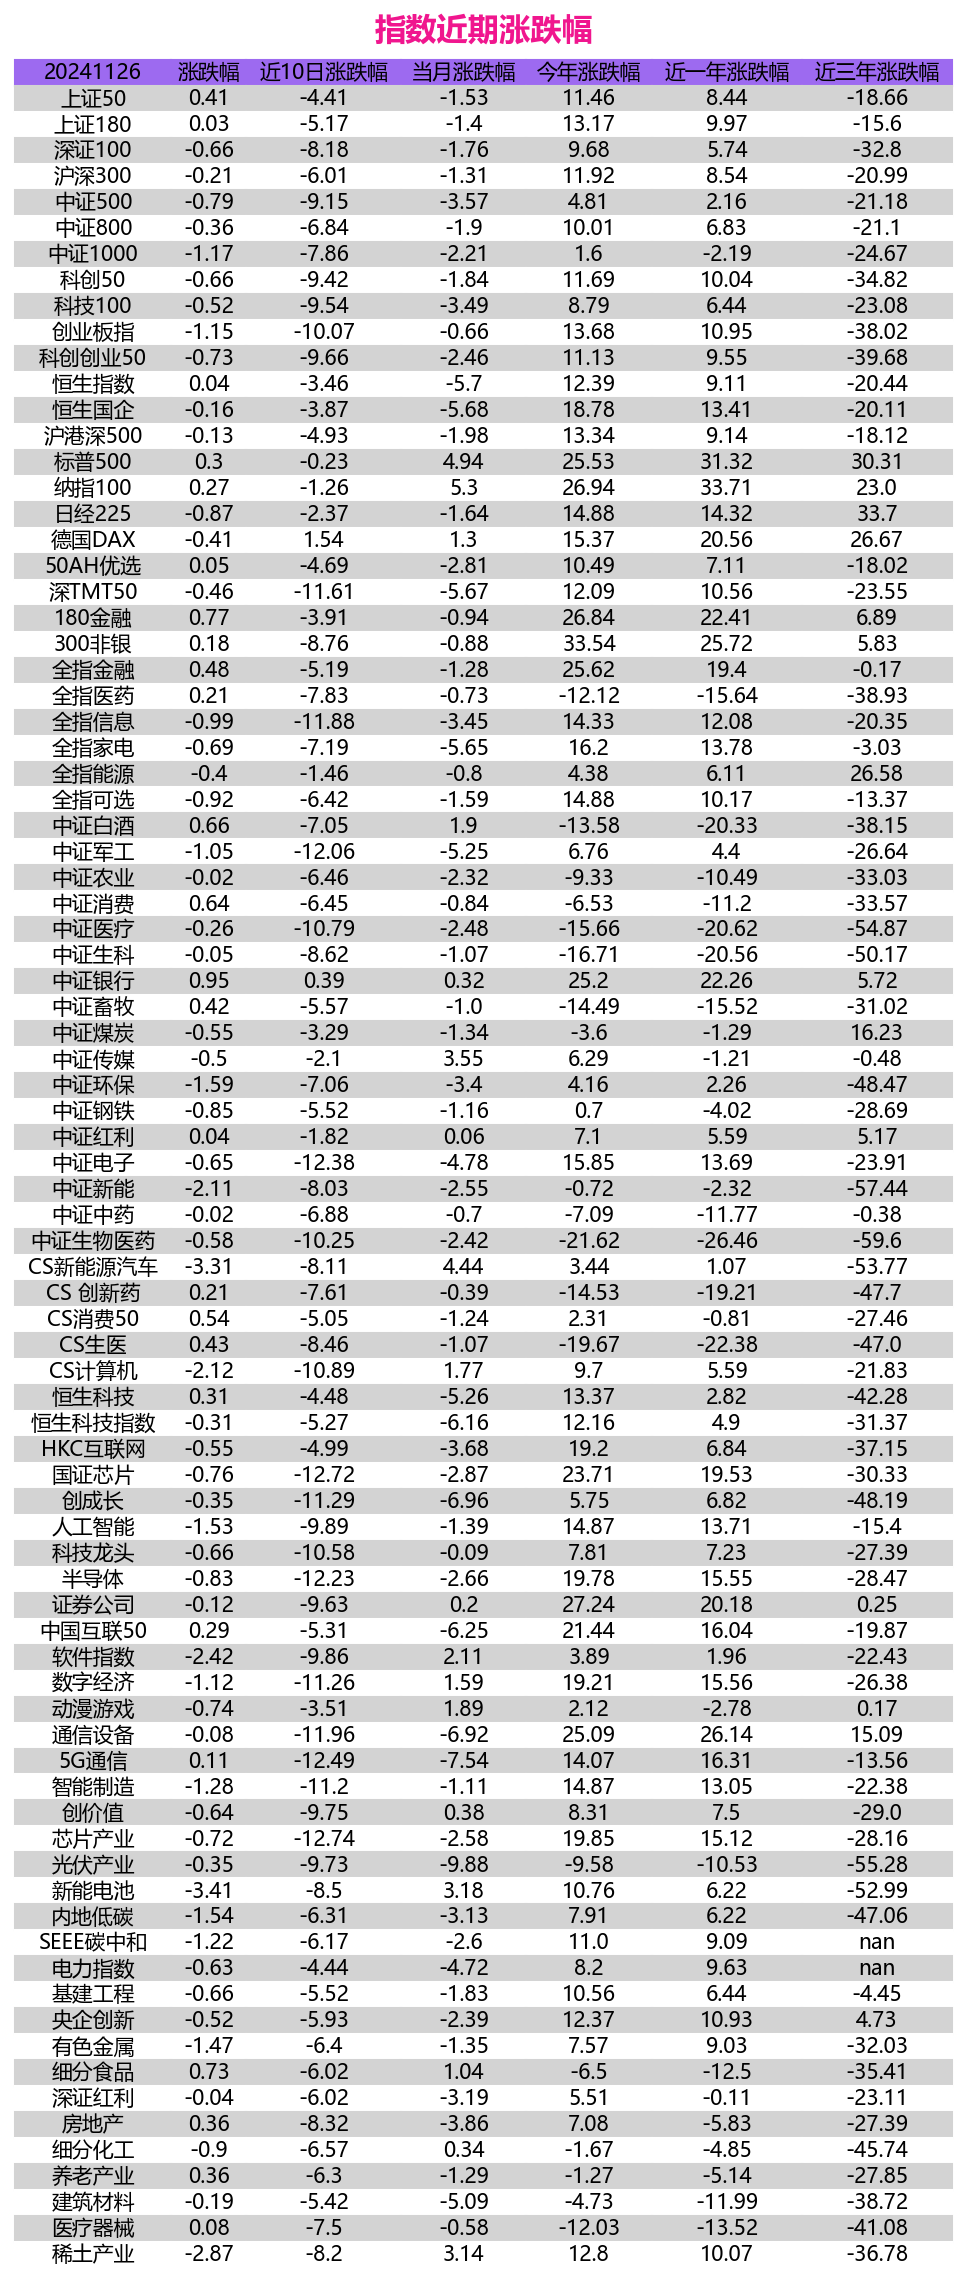 指数近期涨跌幅
20241126 涨跌幅 近10日涨跌幅 当月涨跌幅 今年涨跌幅 近一年涨跌幅 近三年涨跌幅
上证50 0.41 -4.41 -1.53 11.46 8.44 -18.66
上证180 0.03 -5.17 -1.4 13.17 9.97 -15.6
深证100 -0.66 -8.18 -1.76 9.68 5.74 -32.8
沪深300 -0.21 -6.01 -1.31 11.92 8.54 -20.99
中证500 -0.79 -9.15 -3.57 4.81 2.16 -21.18
中证800 -0.36 -6.84 -1.9 10.01 6.83 -21.1
中证1000 -1.17 -7.86 -2.21 1.6 -2.19 -24.67
科创50 -0.66 -9.42 -1.84 11.69 10.04 -34.82
科技100 -0.52 -9.54 -3.49 8.79 6.44 -23.08
创业板指 -1.15 -10.07 -0.66 13.68 10.95 -38.02
科创创业50 -0.73 -9.66 -2.46 11.13 9.55 -39.68
恒生指数 0.04 -3.46 -5.7 12.39 9.11 -20.44
恒生国企 -0.16 -3.87 -5.68 18.78 13.41 -20.11
沪港深500 -0.13 -4.93 -1.98 13.34 9.14 -18.12
标普500 0.3 -0.23 4.94 25.53 31.32 30.31
纳指100 0.27 -1.26 5.3 26.94 33.71 23.0
日经225 -0.87 -2.37 -1.64 14.88 14.32 33.7
德国DAX -0.41 1.54 1.3 15.37 20.56 26.67
50AH优选 0.05 -4.69 -2.81 10.49 7.11 -18.02
深TMT50 -0.46 -11.61 -5.67 12.09 10.56 -23.55
180金融 0.77 -3.91 -0.94 26.84 22.41 6.89
300非银 0.18 -8.76 -0.88 33.54 25.72 5.83
全指金融 0.48 -5.19 -1.28 25.62 19.4 -0.17
全指医药 0.21 -7.83 -0.73 -12.12 -15.64 -38.93
全指信息 -0.99 -11.88 -3.45 14.33 12.08 -20.35
全指家电 -0.69 -7.19 -5.65 16.2 13.78 -3.03
全指能源 -0.4 -1.46 -0.8 4.38 6.11 26.58
全指可选 -0.92 -6.42 -1.59 14.88 10.17 -13.37
中证白酒 0.66 -7.05 1.9 -13.58 -20.33 -38.15
中证军工 -1.05 -12.06 -5.25 6.76 4.4 -26.64
中证农业 -0.02 -6.46 -2.32 -9.33 -10.49 -33.03
中证消费 0.64 -6.45 -0.84 -6.53 -11.2 -33.57
中证医疗 -0.26 -10.79 -2.48 -15.66 -20.62 -54.87
中证生科 -0.05 -8.62 -1.07 -16.71 -20.56 -50.17
中证银行 0.95 0.39 0.32 25.2 22.26 5.72
中证畜牧 0.42 -5.57 -1.0 -14.49 -15.52 -31.02
中证煤炭 -0.55 -3.29 -1.34 -3.6 -1.29 16.23
中证传媒 -0.5 -2.1 3.55 6.29 -1.21 -0.48
中证环保 -1.59 -7.06 -3.4 4.16 2.26 -48.47
中证钢铁 -0.85 -5.52 -1.16 0.7 -4.02 -28.69
中证红利 0.04 -1.82 0.06 7.1 5.59 5.17
中证电子 -0.65 -12.38 -4.78 15.85 13.69 -23.91
中证新能 -2.11 -8.03 -2.55 -0.72 -2.32 -57.44
中证中药 -0.02 -6.88 -0.7 -7.09 -11.77 -0.38
中证生物医药 -0.58 -10.25 -2.42 -21.62 -26.46 -59.6
CS新能源汽车 -3.31 -8.11 4.44 3.44 1.07 -53.77
CS 创新药 0.21 -7.61 -0.39 -14.53 -19.21 -47.7
CS消费50 0.54 -5.05 -1.24 2.31 -0.81 -27.46
CS生医 0.43 -8.46 -1.07 -19.67 -22.38 -47.0
CS计算机 -2.12 -10.89 1.77 9.7 5.59 -21.83
恒生科技 0.31 -4.48 -5.26 13.37 2.82 -42.28
恒生科技指数 -0.31 -5.27 -6.16 12.16 4.9 -31.37
HKC互联网 -0.55 -4.99 -3.68 19.2 6.84 -37.15
国证芯片 -0.76 -12.72 -2.87 23.71 19.53 -30.33
创成长 -0.35 -11.29 -6.96 5.75 6.82 -48.19
人工智能 -1.53 -9.89 -1.39 14.87 13.71 -15.4
科技龙头 -0.66 -10.58 -0.09 7.81 7.23 -27.39
半导体 -0.83 -12.23 -2.66 19.78 15.55 -28.47
证券公司 -0.12 -9.63 0.2 27.24 20.18 0.25
中国互联50 0.29 -5.31 -6.25 21.44 16.04 -19.87
软件指数 -2.42 -9.86 2.11 3.89 1.96 -22.43
数字经济 -1.12 -11.26 1.59 19.21 15.56 -26.38
动漫游戏 -0.74 -3.51 1.89 2.12 -2.78 0.17
通信设备 -0.08 -11.96 -6.92 25.09 26.14 15.09
5G通信 0.11 -12.49 -7.54 14.07 16.31 -13.56
智能制造 -1.28 -11.2 -1.11 14.87 13.05 -22.38
创价值 -0.64 -9.75 0.38 8.31 7.5 -29.0
芯片产业 -0.72 -12.74 -2.58 19.85 15.12 -28.16
光伏产业 -0.35 -9.73 -9.88 -9.58 -10.53 -55.28
新能电池 -3.41 -8.5 3.18 10.76 6.22 -52.99
内地低碳 -1.54 -6.31 -3.13 7.91 6.22 -47.06
SEEE碳中和 -1.22 -6.17 -2.6 11.0 9.09 nan
电力指数 -0.63 -4.44 -4.72 8.2 9.63 nan
基建工程 -0.66 -5.52 -1.83 10.56 6.44 -4.45
央企创新 -0.52 -5.93 -2.39 12.37 10.93 4.73
有色金属 -1.47 -6.4 -1.35 7.57 9.03 -32.03
细分食品 0.73 -6.02 1.04 -6.5 -12.5 -35.41
深证红利 -0.04 -6.02 -3.19 5.51 -0.11 -23.11
房地产 0.36 -8.32 -3.86 7.08 -5.83 -27.39
细分化工 -0.9 -6.57 0.34 -1.67 -4.85 -45.74
养老产业 0.36 -6.3 -1.29 -1.27 -5.14 -27.85
建筑材料 -0.19 -5.42 -5.09 -4.73 -11.99 -38.72
医疗器械 0.08 -7.5 -0.58 -12.03 -13.52 -41.08
稀土产业 -2.87 -8.2 3.14 12.8 10.07 -36.78